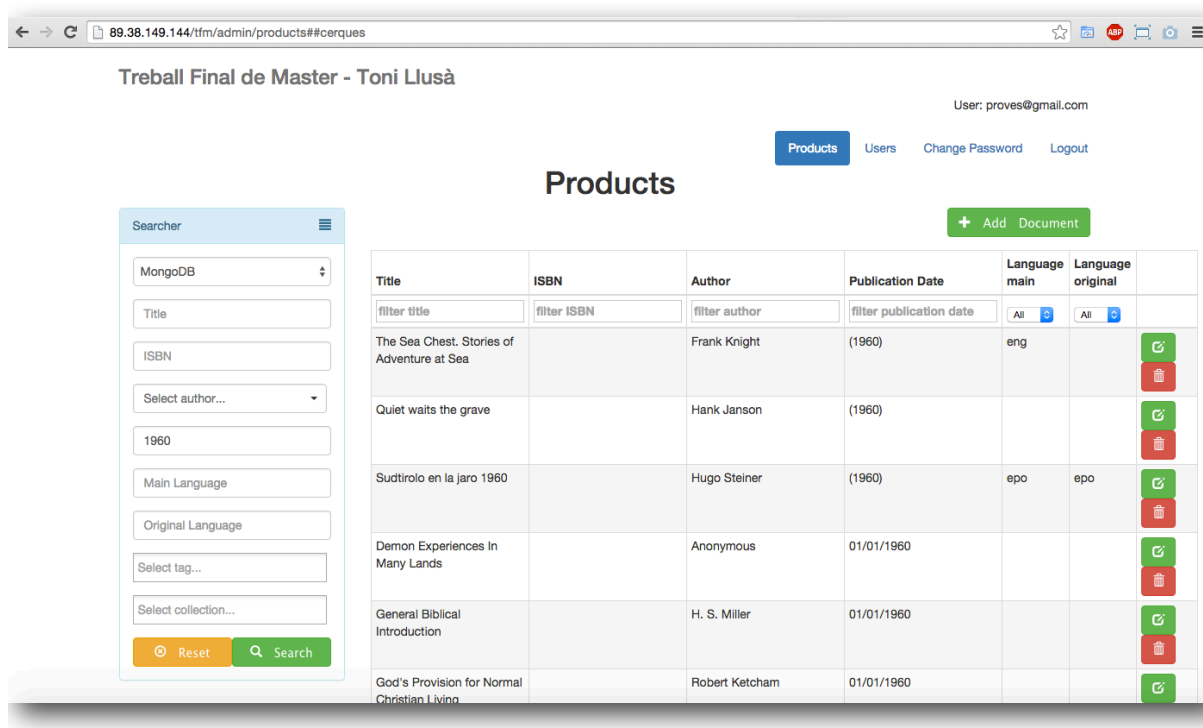 89.38.149.144/tfm/admin/products##cerques
ABP
Treball Final de Master - Toni Llusà
User: proves@gmail.com
Products Users Change Password Logout
Products
Searcher
MongoDB
Title
ISBN
Select author...
1960
Main Language
Original Language
Select tag...
Select collection...
Reset Search
Add Document
Title ISBN Author Publication Date Language main Language original
filter title filter ISBN filter author filter publication date All All
The Sea Chest. Stories of Frank Knight (1960) eng
Adventure at Sea
Quiet waits the grave Hank Janson (1960)
Sudtirolo en la jaro 1960 Hugo Steiner (1960) epo epo
Demon Experiences In Anonymous 01/01/1960
Many Lands
General Biblical H. S. Miller 01/01/1960
Introduction
God's Provision for Normal Robert Ketcham 01/01/1960
Christian Living